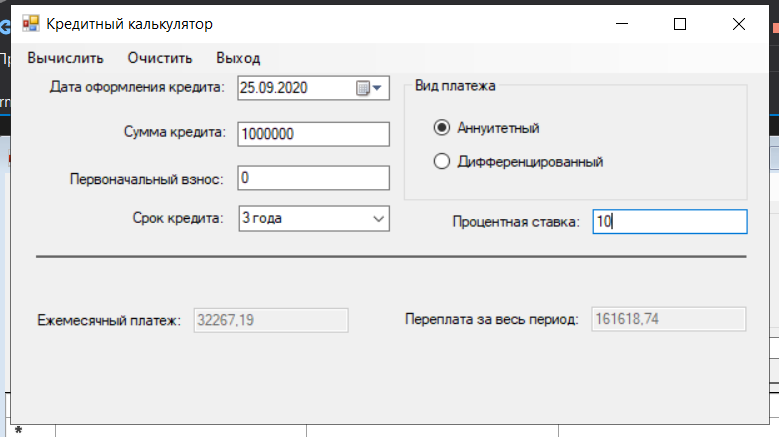 Кредитный калькулятор
Вычислить Очистить Выход
Дата оформления кредита: 25.09.2020
Вид платежа
Сумма кредита: 1000000
Аннуитетный
Дифференцированный
Первоначальный взнос: 0
Срок кредита: 3 года
Процентная ставка: 10
Ежемесячный платеж: 32267,19
Переплата за весь период: 161618,74
*